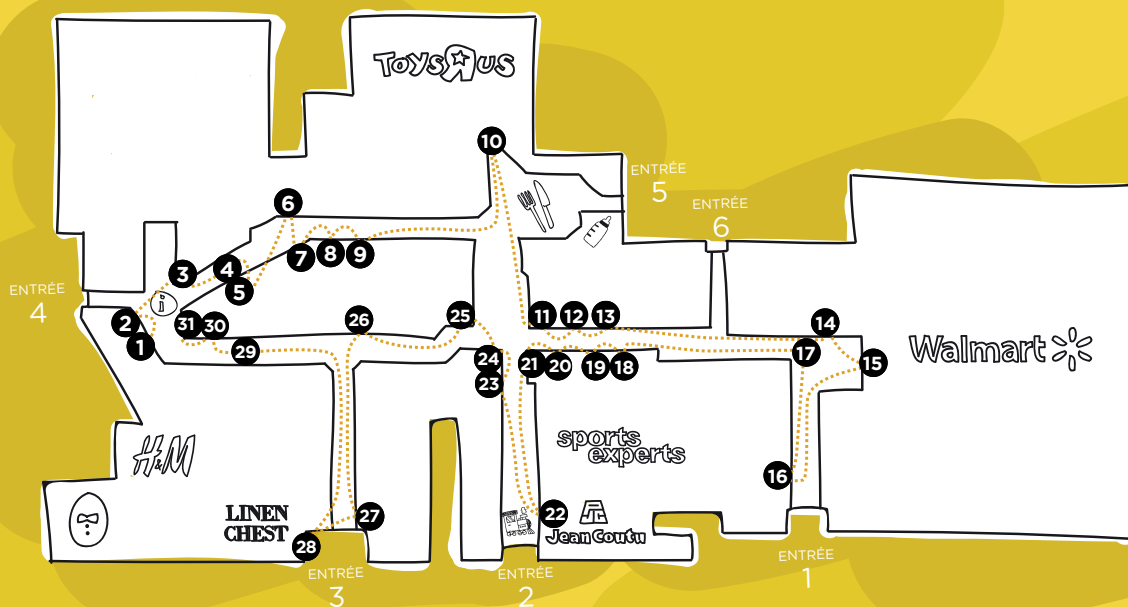 ToysЯUs
10
ENTRÉE
5
ENTRÉE
6
6
3
4
5
7
8
9
ENTRÉE
4
i
2
1
31
30
29
26
25
11
12
13
14
24
23
21
20
19
18
17
15
Walmart
H&M
sports
experts
16
LINEN
CHEST
27
28
22
Jean Coutu
ENTRÉE
3
ENTRÉE
2
ENTRÉE
1